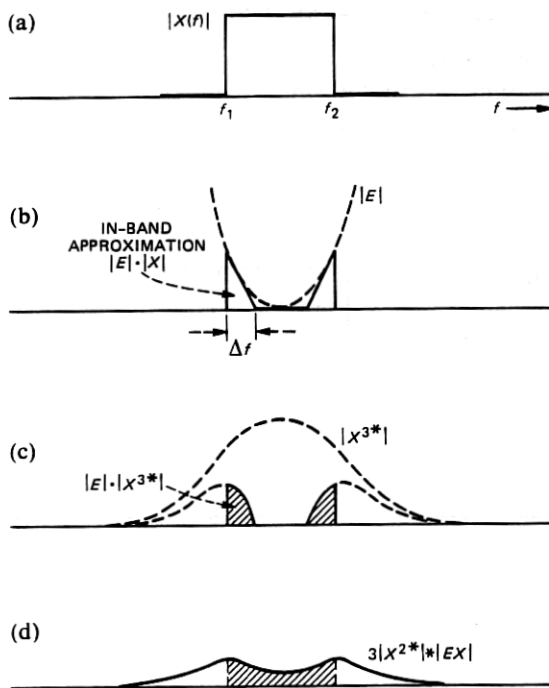 (a)
|X(f)|
f₁ f₂ f
(b)
|E|
IN-BAND
APPROXIMATION
|E|·|X|
Δf
(c)
|X³*|
|E|·|X³*|
(d)
3|X²*|*|EX|